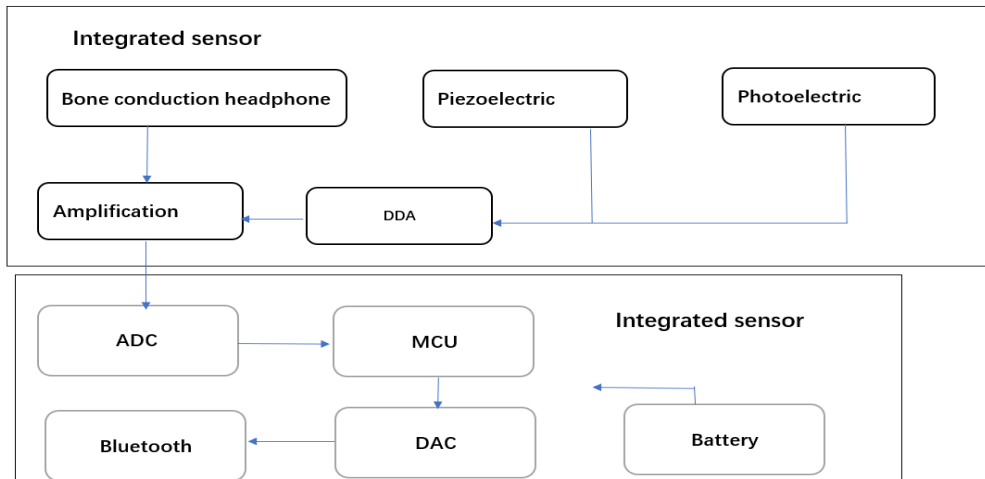 Integrated sensor
Bone conduction headphone
Piezoelectric
Photoelectric
Amplification
DDA
Integrated sensor
ADC
MCU
Bluetooth
DAC
Battery